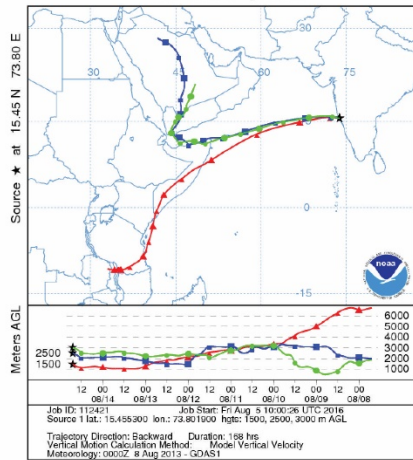 Source ★ at 15.45 N 73.80 E
30
30 45 60 75
15
0
-15
noaa
Meters AGL
6000
5000
4000
3000
2500 2000
1500 1000
12 00 12 00 12 00 12 00 12 00 12 00 12 00
08/14 08/13 08/12 08/11 08/10 08/09 08/08
Job ID: 112421 Job Start: Fri Aug 5 10:00:26 UTC 2016
Source 1 lat.: 15.455300 lon.: 73.801900 hgts: 1500, 2500, 3000 m AGL
Trajectory Direction: Backward Duration: 168 hrs
Vertical Motion Calculation Method: Model Vertical Velocity
Meteorology: 0000Z 8 Aug 2013 - GDAS1